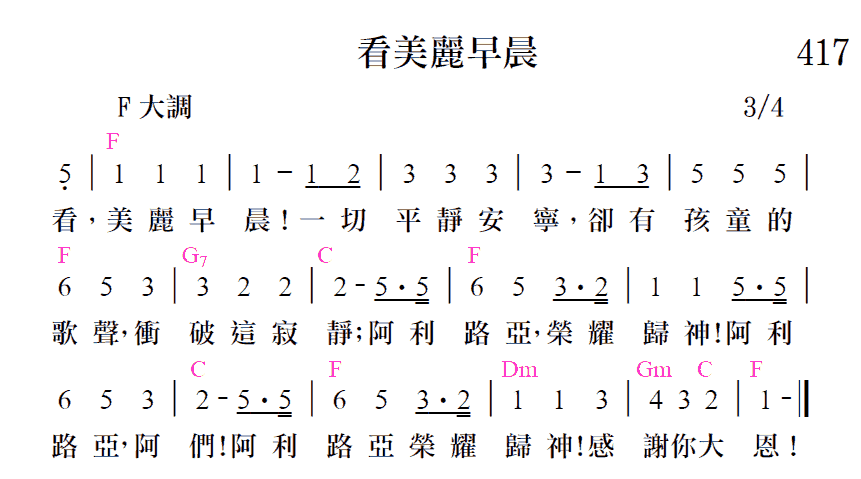 看美麗早晨 417
F 大調 3/4
F
5 | 1 1 1 | 1 - 1 2 | 3 3 3 | 3 - 1 3 | 5 5 5 |
看，美 麗 早 晨！一 切 平 靜 安 寧，卻 有 孩 童 的
F G7 C F
6 5 3 | 3 2 2 | 2 - 5 · 5 | 6 5 3 · 2 | 1 1 5 · 5 |
歌 聲，衝 破 這 寂 靜；阿 利 路 亞，榮 耀 歸 神！阿 利
C F Dm Gm C F
6 5 3 | 2 - 5 · 5 | 6 5 3 · 2 | 1 1 3 | 4 3 2 | 1 - ||
路 亞，阿 們！阿 利 路 亞 榮 耀 歸 神！感 謝 你 大 恩！